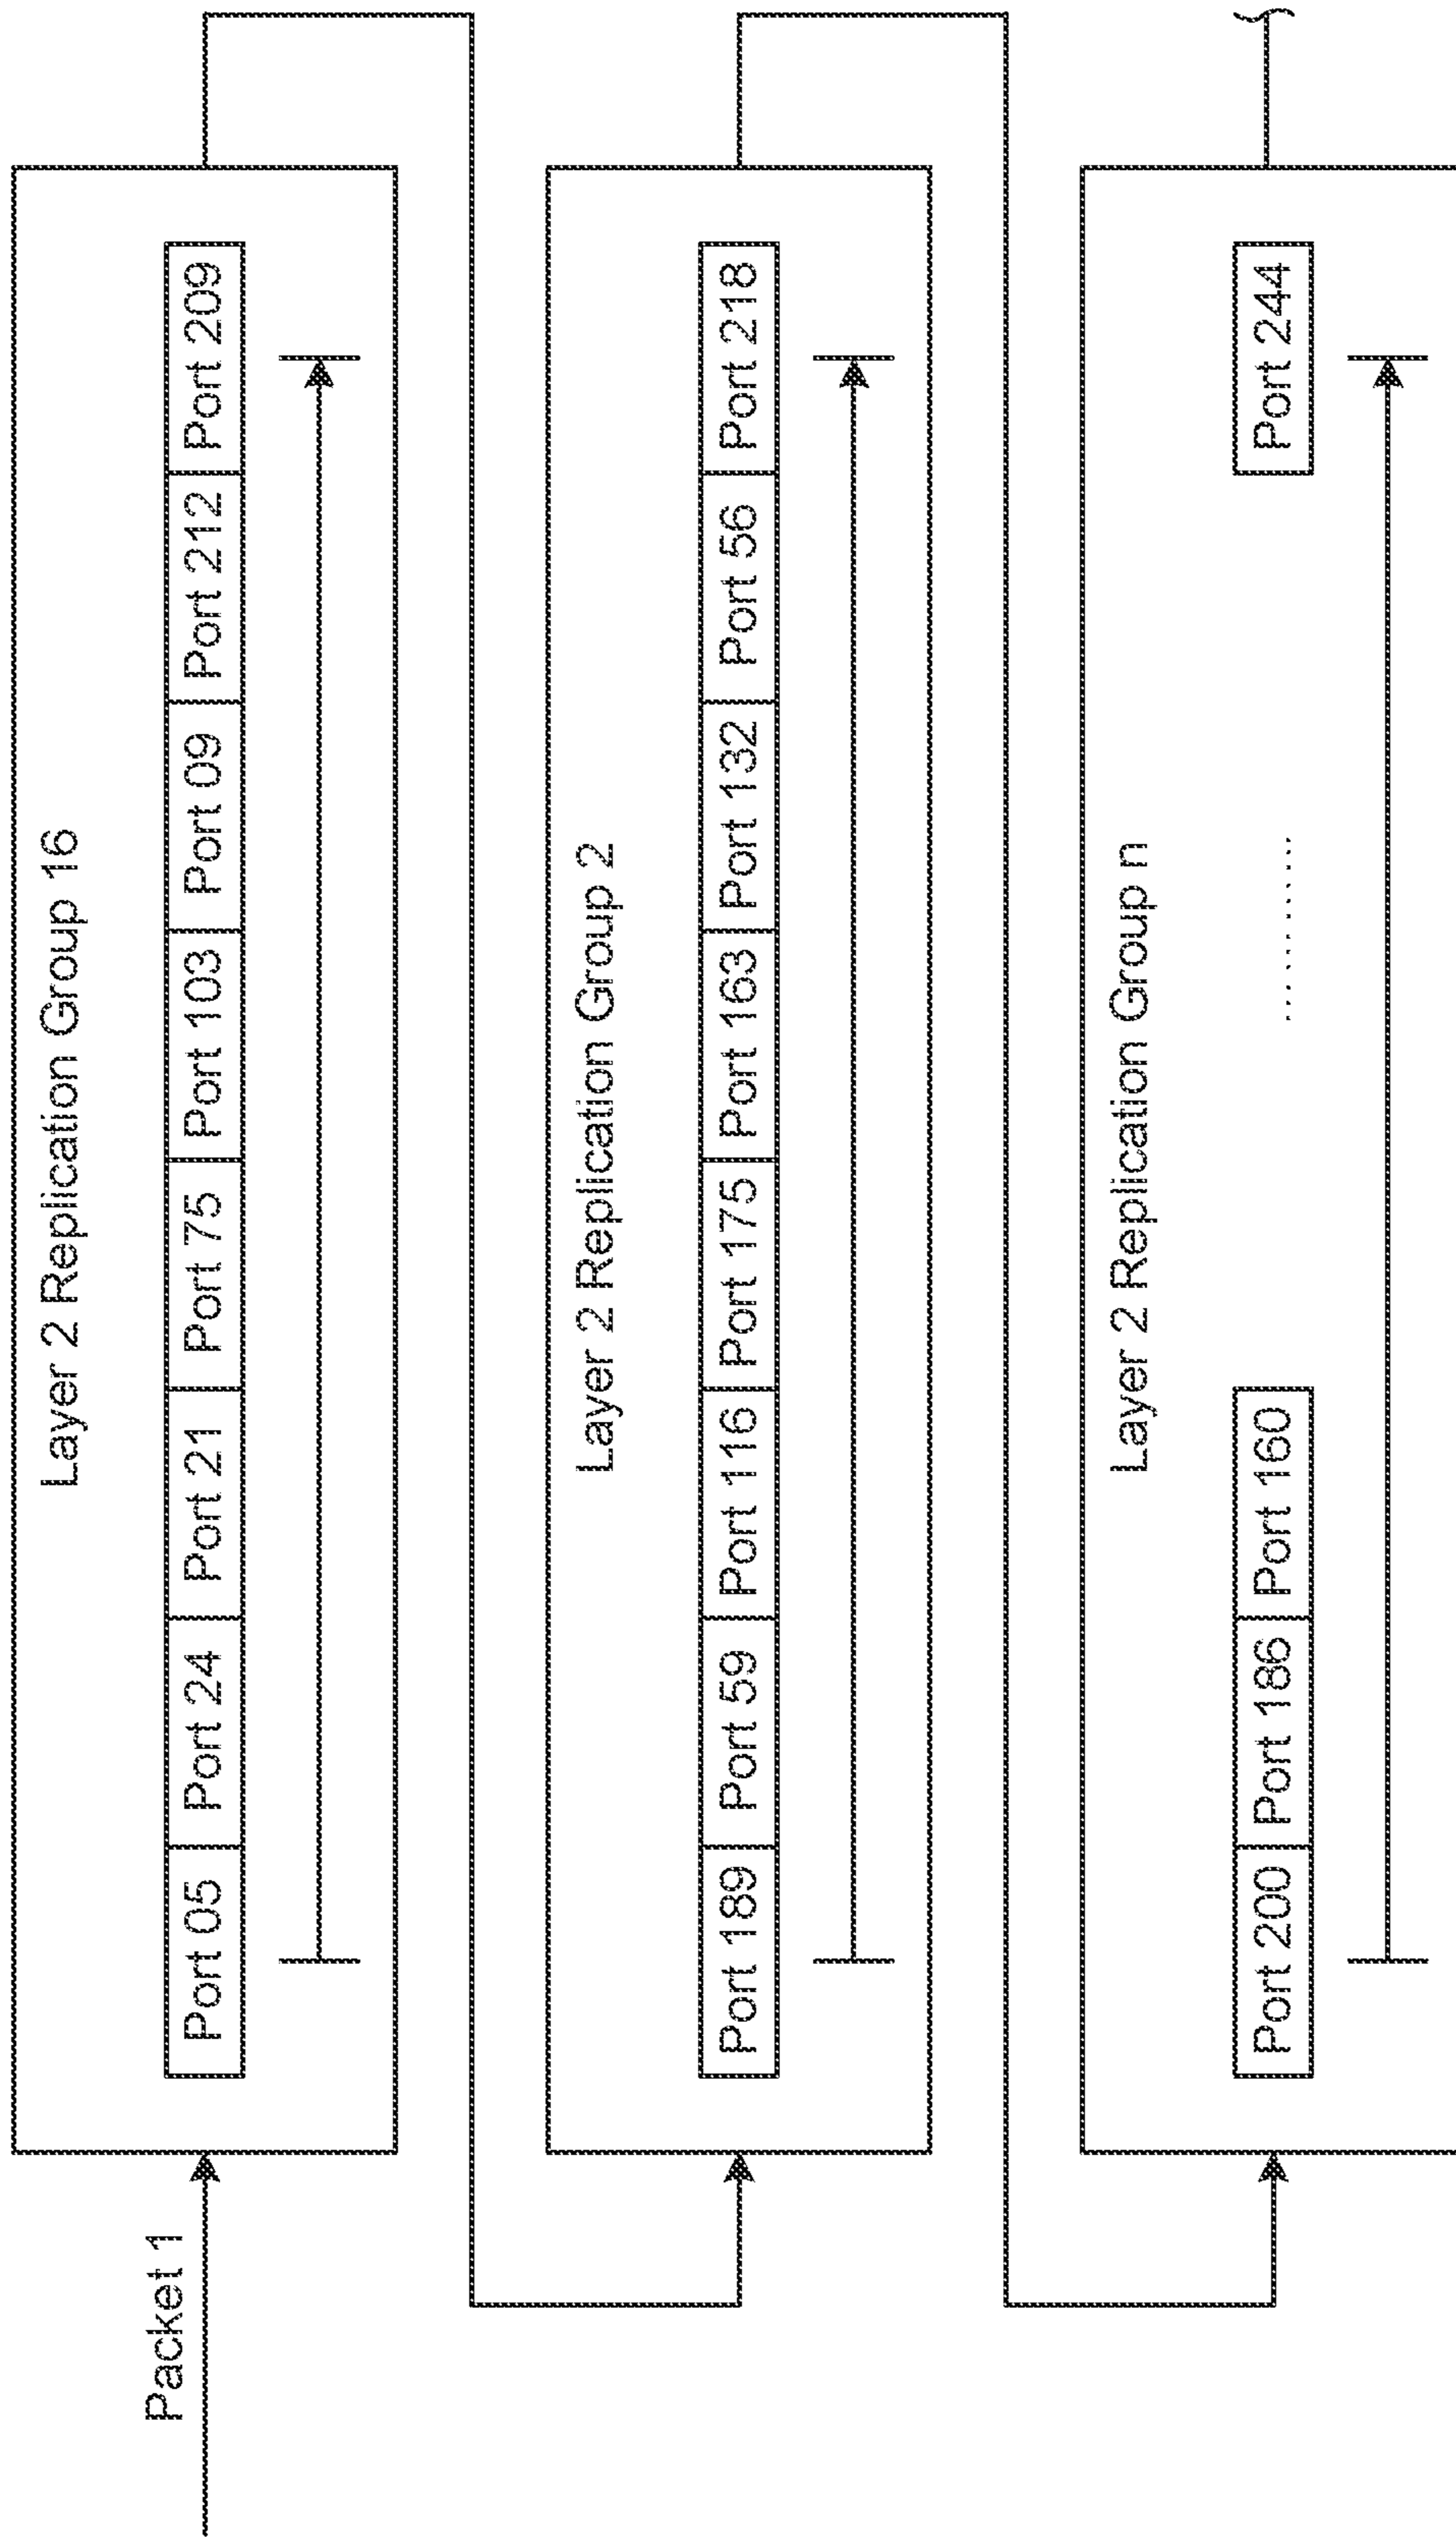 Packet 1
Layer 2 Replication Group 16
Port 05 Port 24 Port 21 Port 75 Port 103 Port 09 Port 212 Port 209
Layer 2 Replication Group 2
Port 189 Port 59 Port 116 Port 175 Port 163 Port 132 Port 56 Port 218
Layer 2 Replication Group n
Port 200 Port 186 Port 160 .......... Port 244